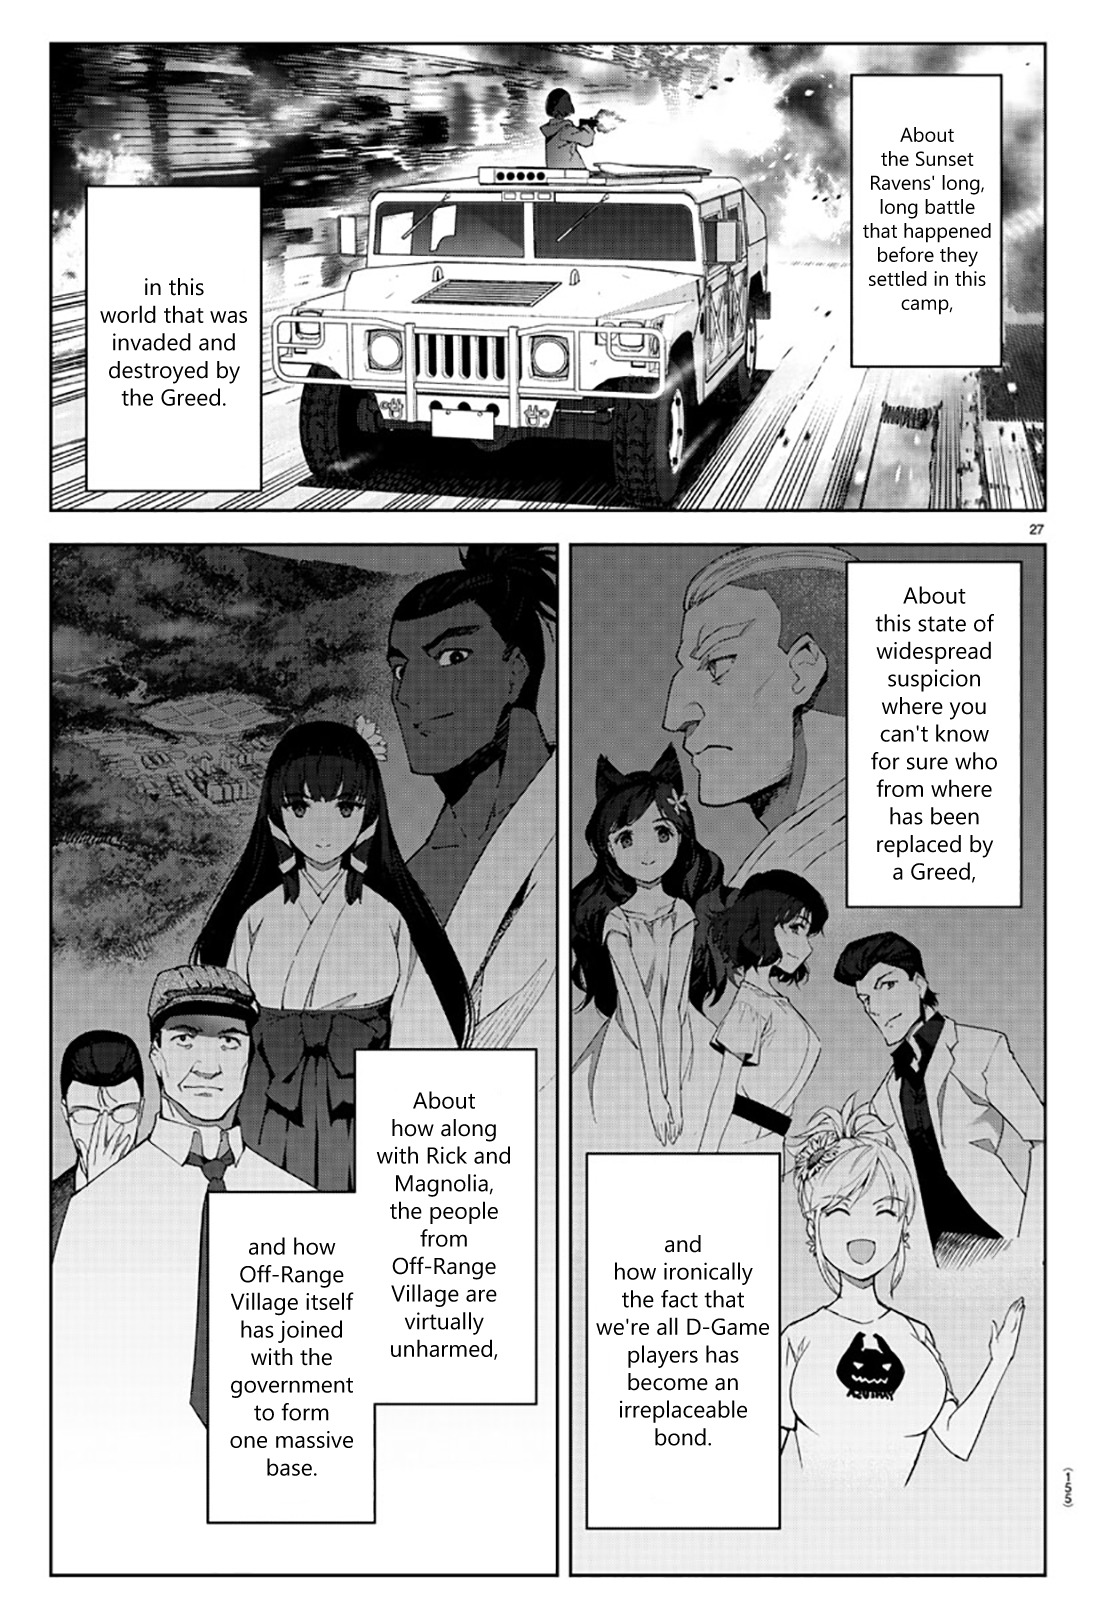 About
the Sunset
Ravens' long,
long battle
that happened
before they
settled in this
camp,
in this
world that was
invaded and
destroyed by
the Greed.
27
About
this state of
widespread
suspicion
where you
can't know
for sure who
from where
has been
replaced by
a Greed,
and
how ironically
the fact that
we're all D-Game
players has
become an
irreplaceable
bond.
About
how along
with Rick and
Magnolia,
the people
from
Off-Range
Village are
virtually
unharmed,
and how
Off-Range
Village itself
has joined
with the
government
to form
one massive
base.
(155)